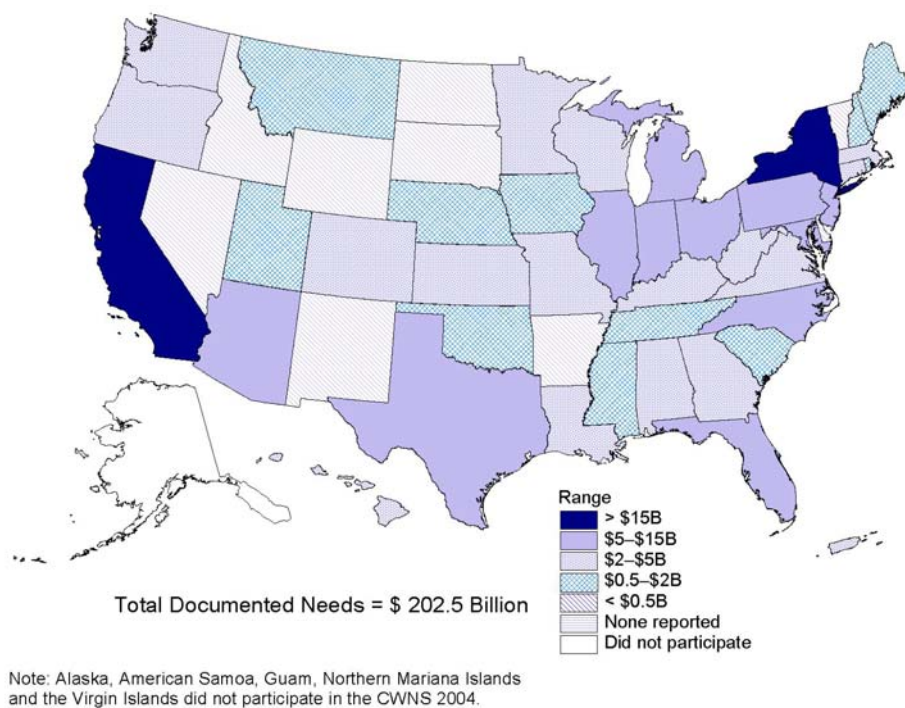 Range
> $15B
$5–$15B
$2–$5B
$0.5–$2B
< $0.5B
None reported
Did not participate
Total Documented Needs = $ 202.5 Billion
Note: Alaska, American Samoa, Guam, Northern Mariana Islands
and the Virgin Islands did not participate in the CWNS 2004.